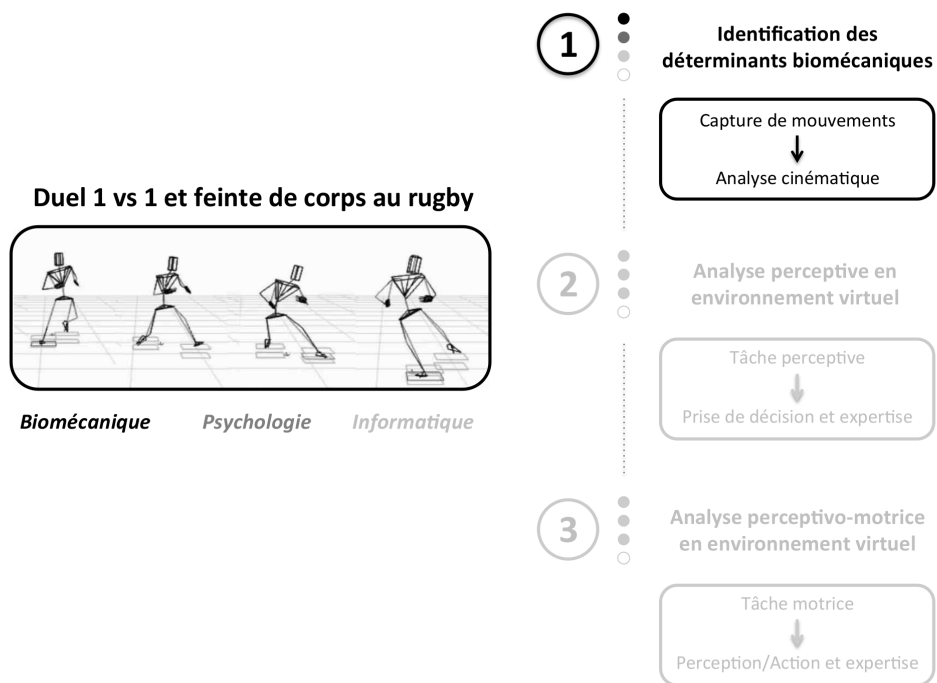 Duel 1 vs 1 et feinte de corps au rugby
Biomécanique Psychologie Informatique
1
Identification des
déterminants biomécaniques
Capture de mouvements
Analyse cinématique
2
Analyse perceptive en
environnement virtuel
Tâche perceptive
Prise de décision et expertise
3
Analyse perceptivo-motrice
en environnement virtuel
Tâche motrice
Perception/Action et expertise